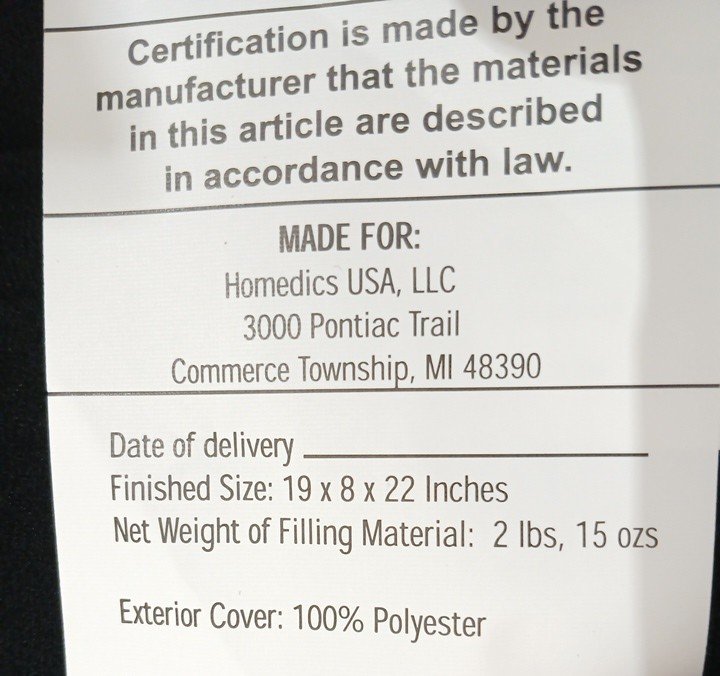 Certification is made by the
manufacturer that the materials
in this article are described
in accordance with law.
MADE FOR:
Homedics USA, LLC
3000 Pontiac Trail
Commerce Township, MI 48390
Date of delivery
Finished Size: 19 x 8 x 22 Inches
Net Weight of Filling Material: 2 lbs, 15 ozs
Exterior Cover: 100% Polyester